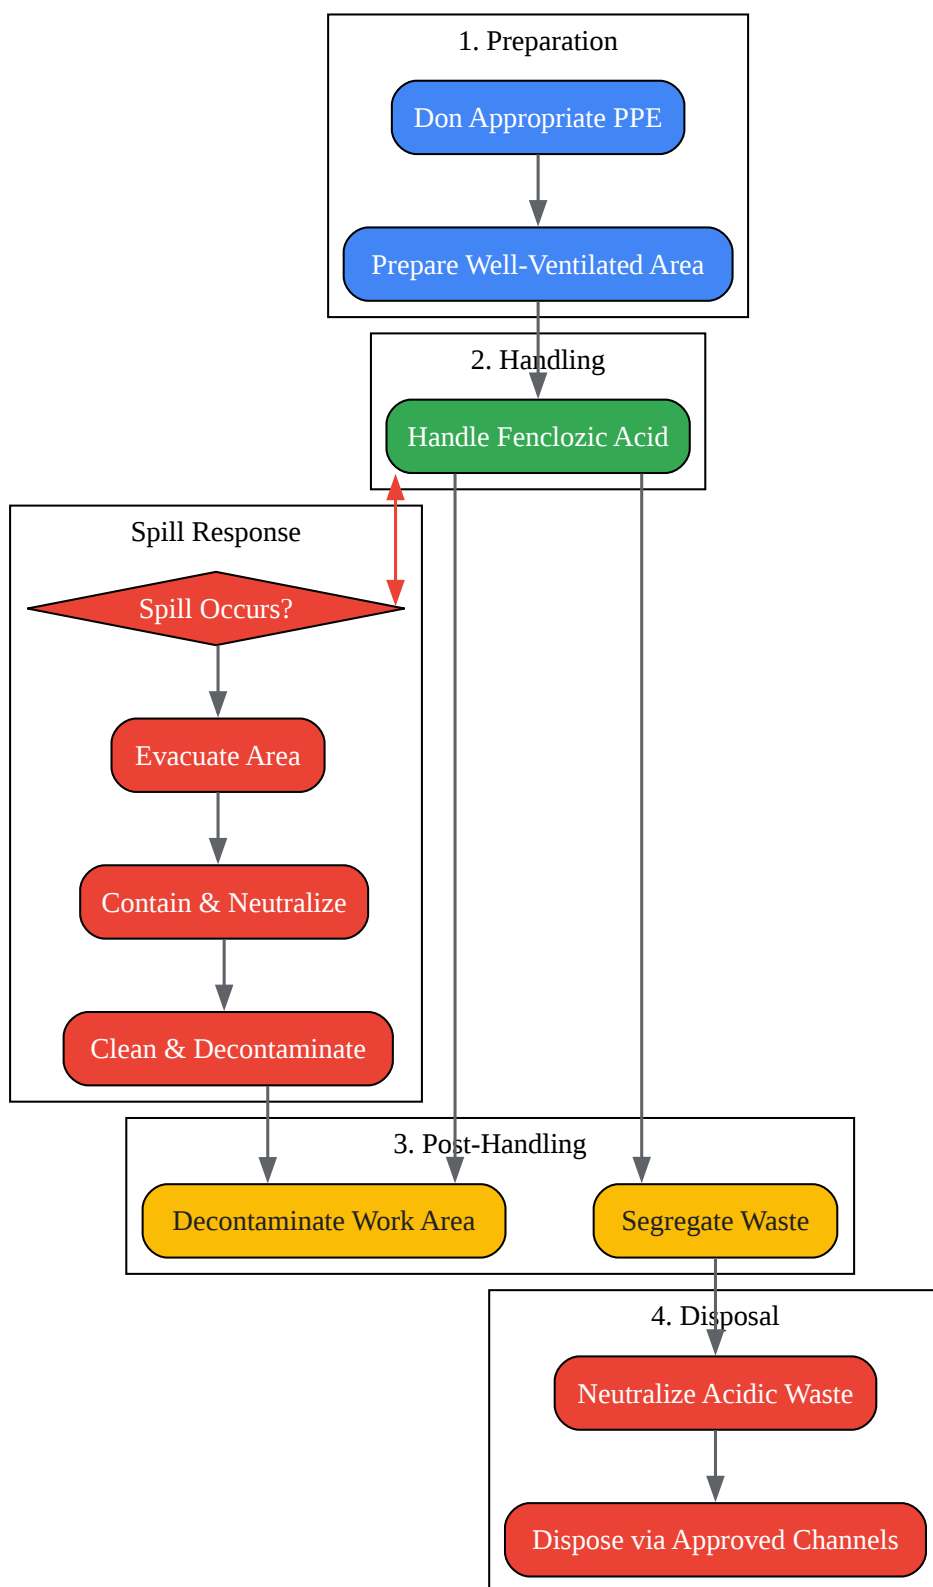 1. Preparation
Don Appropriate PPE
Prepare Well-Ventilated Area
2. Handling
Handle Fenclozic Acid
Spill Response
Spill Occurs?
Evacuate Area
Contain & Neutralize
Clean & Decontaminate
3. Post-Handling
Decontaminate Work Area
Segregate Waste
4. Disposal
Neutralize Acidic Waste
Dispose via Approved Channels